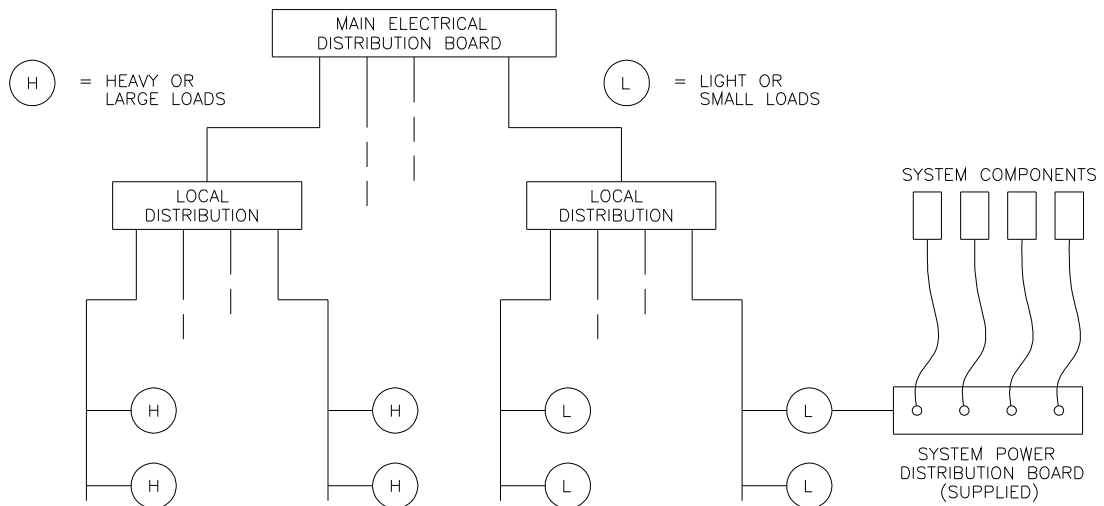 MAIN ELECTRICAL
DISTRIBUTION BOARD
H
= HEAVY OR
LARGE LOADS
L
= LIGHT OR
SMALL LOADS
SYSTEM COMPONENTS
LOCAL
DISTRIBUTION
LOCAL
DISTRIBUTION
H
H
L
L
H
H
L
L
SYSTEM POWER
DISTRIBUTION BOARD
(SUPPLIED)